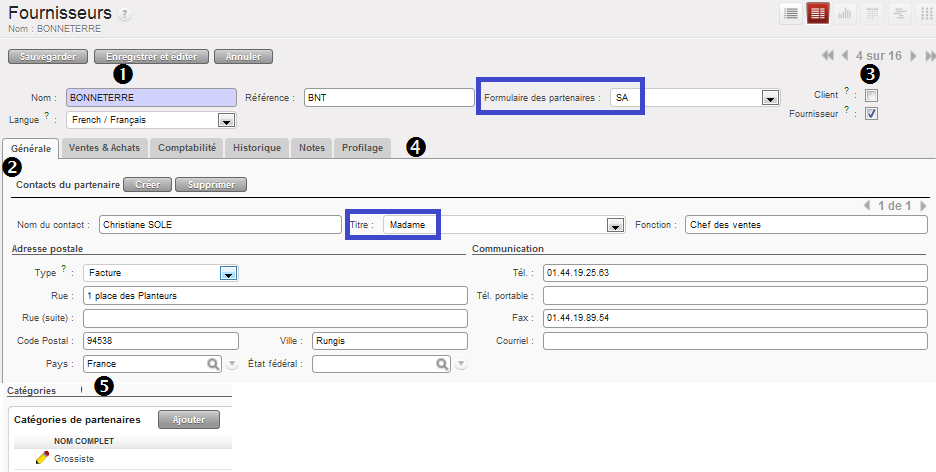 Fournisseurs ?
Nom : BONNETERRE
Sauvegarder Enregistrer et éditer Annuler
4 sur 16
1 3
Nom : BONNETERRE Référence : BNT Formulaire des partenaires : SA Client ? :
Langue ? : French / Français Fournisseur ? :
Générale Ventes & Achats Comptabilité Historique Notes Profilage 4
2
Contacts du partenaire Créer Supprimer
1 de 1
Nom du contact : Christiane SOLE Titre : Madame Fonction : Chef des ventes
Adresse postale Communication
Type ? : Facture Tél. : 01.44.19.25.63
Rue : 1 place des Planteurs Tél. portable :
Rue (suite) : Fax : 01.44.19.89.54
Code Postal : 94538 Ville : Rungis Courriel :
Pays : France État fédéral :
Catégories 5
Catégories de partenaires Ajouter
NOM COMPLET
Grossiste